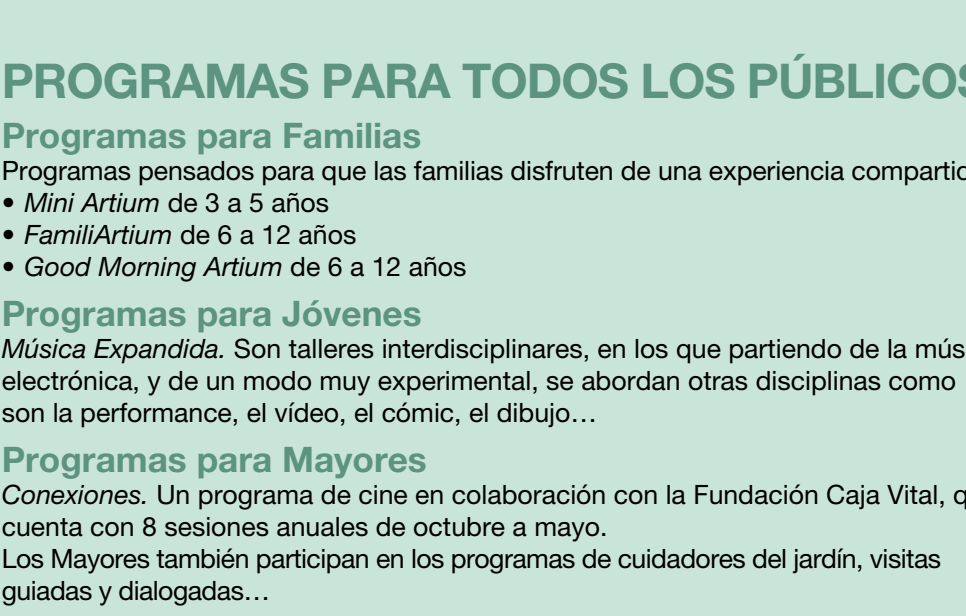 PROGRAMAS PARA TODOS LOS PÚBLICOS
Programas para Familias
Programas pensados para que las familias disfruten de una experiencia
• Mini Artium de 3 a 5 años
• FamiliArtium de 6 a 12 años
• Good Morning Artium de 6 a 12 años
Programas para Jóvenes
Música Expandida. Son talleres interdisciplinares, en los que partiendo de la
electrónica, y de un modo muy experimental, se abordan otras disciplinas como
son la performance, el vídeo, el cómic, el dibujo…
Programas para Mayores
Conexiones. Un programa de cine en colaboración con la Fundación Caja Vital,
cuenta con 8 sesiones anuales de octubre a mayo.
Los Mayores también participan en los programas de cuidadores del jardín, visitas
guiadas y dialogadas…